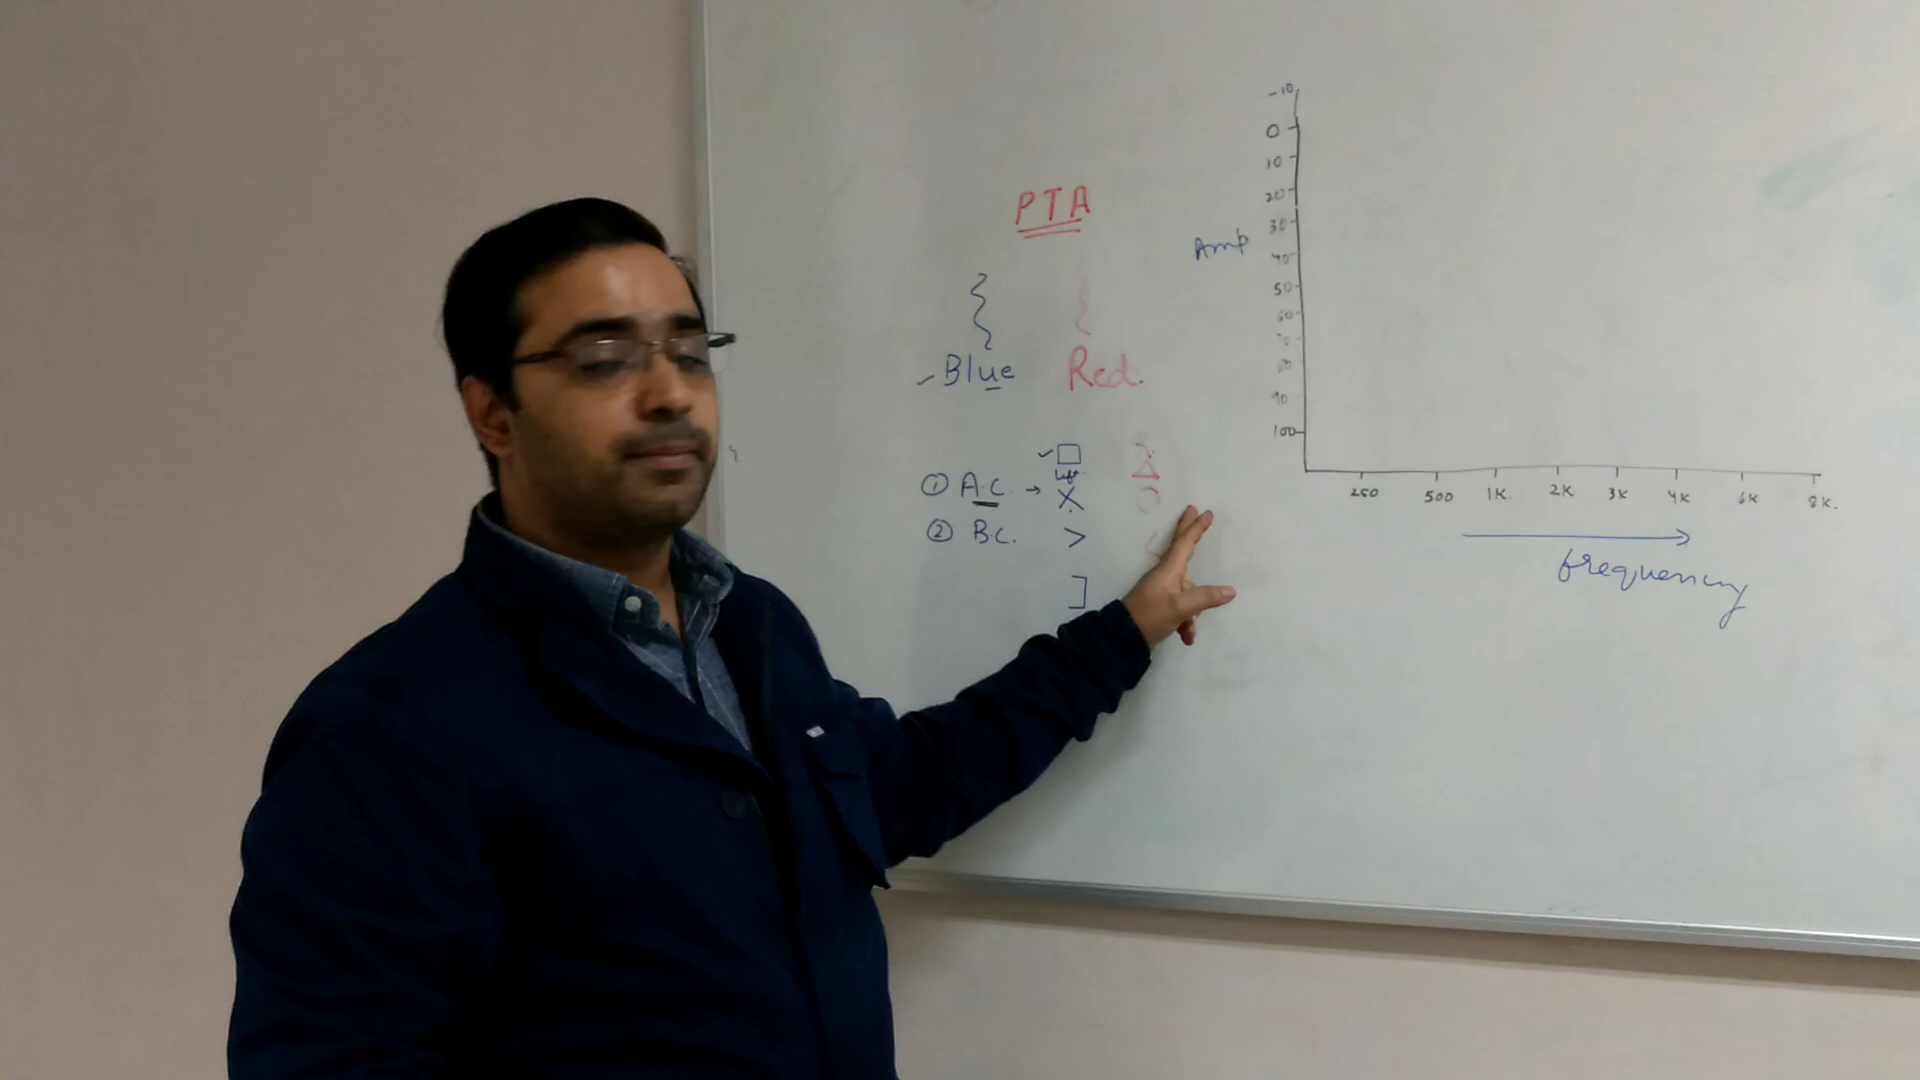 PTA
Blue Red.
① A.C. → X O
Left
② B.C. > <
]
Amp
-10
0
10
20
30
40
50
60
70
80
90
100
250 500 1K 2K 3K 4K 6K 8K.
frequency